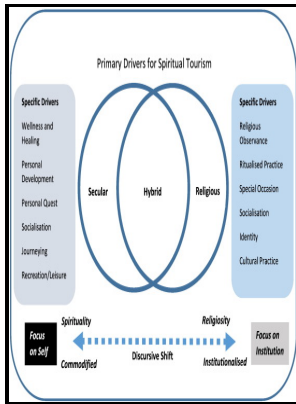 Primary Drivers for Spiritual Tourism
Specific Drivers
Wellness and
Healing
Personal
Development
Personal Quest
Socialisation
Journeying
Recreation/Leisure
Secular
Hybrid
Religious
Specific Drivers
Religious
Observance
Ritualised Practice
Special Occasion
Socialisation
Identity
Cultural Practice
Focus
on Self
Spirituality
Commodified
Discursive Shift
Religiosity
Institutionalised
Focus on
Institution